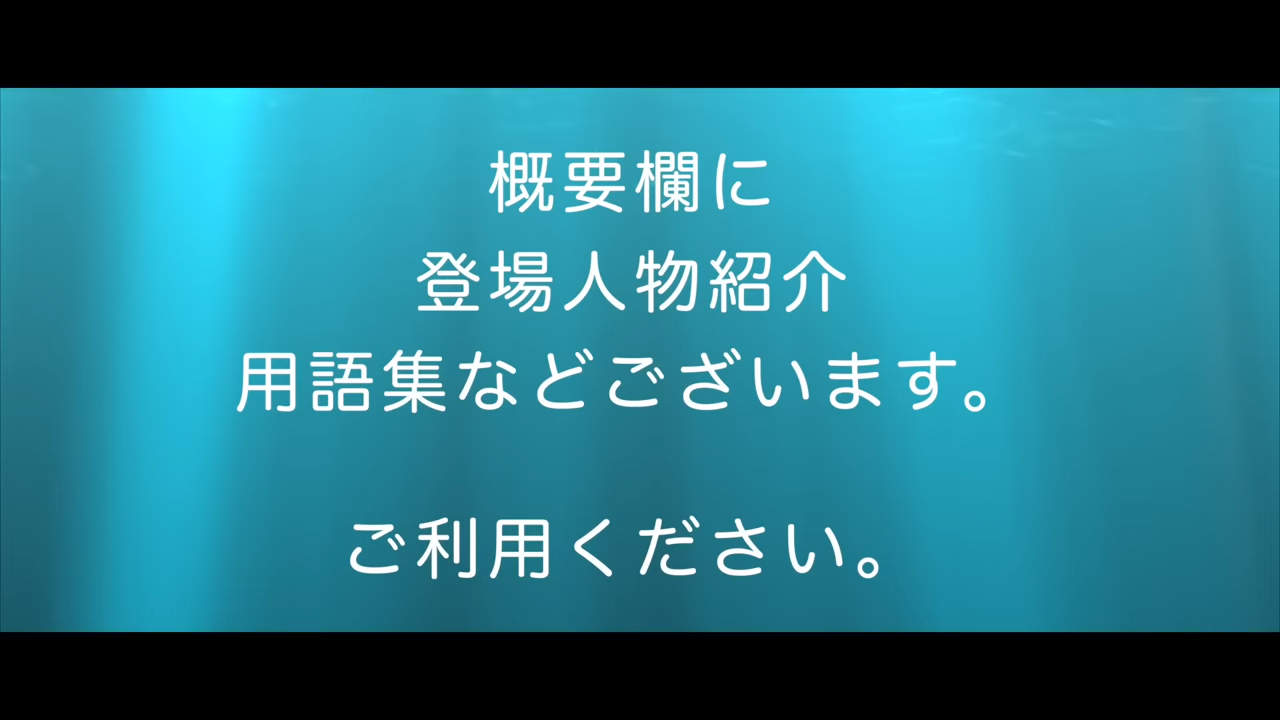 概要欄に
登場人物紹介
用語集などございます。
ご利用ください。